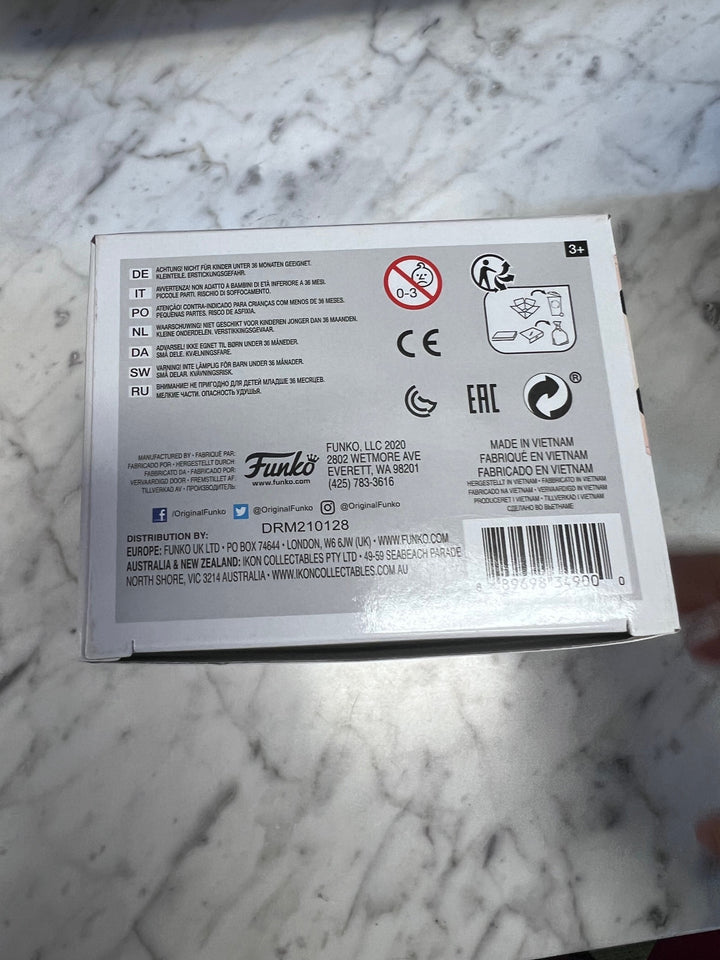 3+
DE ACHTUNG! NICHT FÜR KINDER UNTER 36 MONATEN GEEIGNET.
KLEINTEILE. ERSTICKUNGSGEFAHR.
IT AVVERTENZA! NON ADATTO A BAMBINI DI ETÀ INFERIORE A 36 MESI.
PICCOLE PARTI. RISCHIO DI SOFFOCAMENTO.
PO ATENÇÃO! CONTRA-INDICADO PARA CRIANÇAS COM MENOS DE 36 MESES.
PEQUENAS PARTES. RISCO DE ASFIXIA.
NL WAARSCHUWING! NIET GESCHIKT VOOR KINDEREN JONGER DAN 36 MAANDEN.
KLEINE ONDERDELEN. VERSTIKKINGSGEVAAR.
DA ADVARSEL! IKKE EGNET TIL BØRN UNDER 36 MÅNEDER.
SMÅ DELE. KVÆLNINGSFARE.
SW VARNING! INTE LÄMPLIG FÖR BARN UNDER 36 MÅNADER.
SMÅ DELAR. KVÄVNINGSRISK.
RU ВНИМАНИЕ! НЕ ПРИГОДНО ДЛЯ ДЕТЕЙ МЛАДШЕ 36 МЕСЯЦЕВ.
МЕЛКИЕ ЧАСТИ. ОПАСНОСТЬ УДУШЬЯ.
0-3
CE
EAC
®
MANUFACTURED BY • FABRIQUÉ PAR:
FABRICADO POR • HERGESTELLT DURCH:
FABBRICATO DA • FABRICADO POR:
VERVAARDIGD DOOR • FREMSTILLET AF:
TILLVERKAD AV • ПРОИЗВОДИТЕЛЬ:
Funko
www.funko.com
FUNKO, LLC 2020
2802 WETMORE AVE
EVERETT, WA 98201
(425) 783-3616
MADE IN VIETNAM
FABRIQUÉ EN VIETNAM
FABRICADO EN VIETNAM
HERGESTELLT IN VIETNAM • FABBRICATO IN VIETNAM
FABRICADO NA VIETNAM • VERVAARDIGD IN VIETNAM
PRODUCERET I VIETNAM • TILLVERKAD I VIETNAM
СДЕЛАНО ВО ВЬЕТНАМЕ
/OriginalFunko @OriginalFunko @OriginalFunko
DRM210128
DISTRIBUTION BY:
EUROPE: FUNKO UK LTD • PO BOX 74644 • LONDON, W6 6JW (UK) • WWW.FUNKO.COM
AUSTRALIA & NEW ZEALAND: IKON COLLECTABLES PTY LTD • 49-59 SEABEACH PARADE
NORTH SHORE, VIC 3214 AUSTRALIA • WWW.IKONCOLLECTABLES.COM.AU
8 89698 34900 0